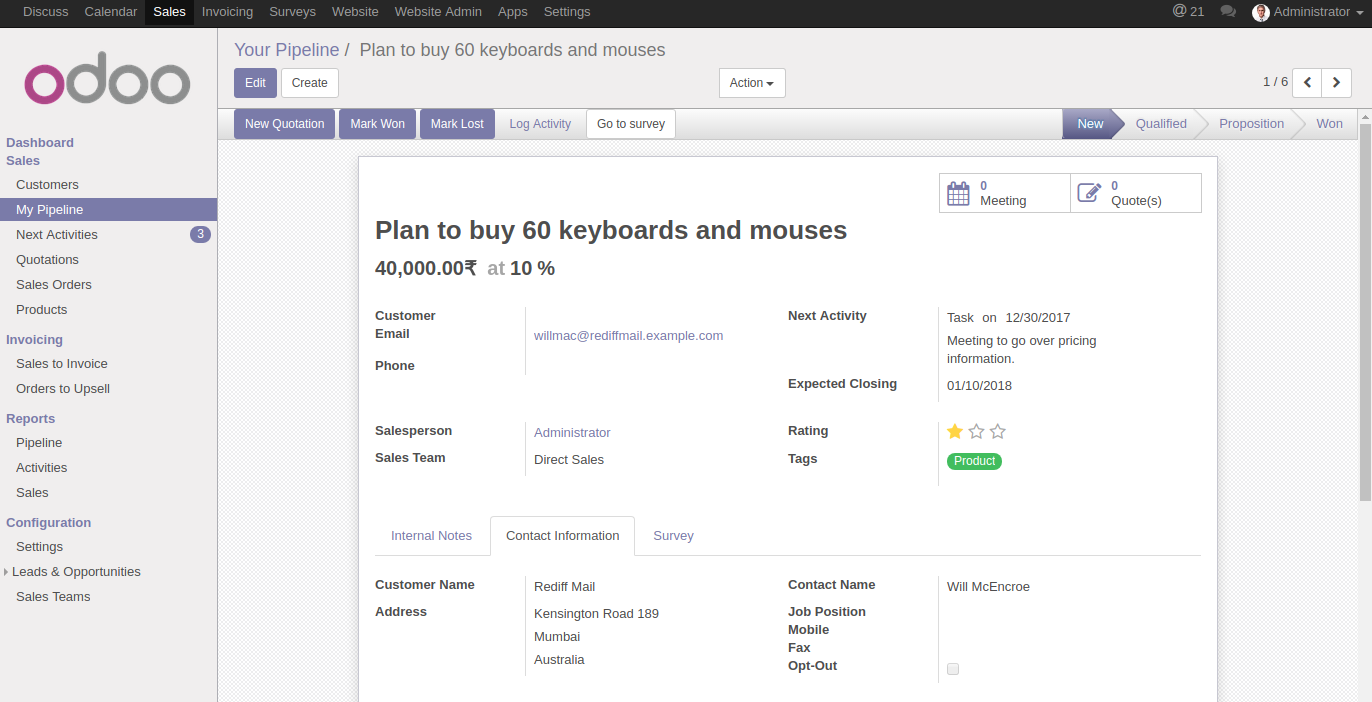 Discuss Calendar Sales Invoicing Surveys Website Website Admin Apps Settings @ 21 Administrator
odoo
Your Pipeline / Plan to buy 60 keyboards and mouses
Edit Create Action 1 / 6
New Quotation Mark Won Mark Lost Log Activity Go to survey New Qualified Proposition Won
Dashboard
Sales
Customers
My Pipeline
Next Activities 3
Quotations
Sales Orders
Products
Invoicing
Sales to Invoice
Orders to Upsell
Reports
Pipeline
Activities
Sales
Configuration
Settings
Leads & Opportunities
Sales Teams
0
Meeting
0
Quote(s)
Plan to buy 60 keyboards and mouses
40,000.00₹ at 10 %
Customer
Email willmac@rediffmail.example.com
Phone
Next Activity Task on 12/30/2017
Meeting to go over pricing
information.
Expected Closing 01/10/2018
Salesperson Administrator
Sales Team Direct Sales
Rating
Tags Product
Internal Notes Contact Information Survey
Customer Name Rediff Mail
Address Kensington Road 189
Mumbai
Australia
Contact Name Will McEncroe
Job Position
Mobile
Fax
Opt-Out